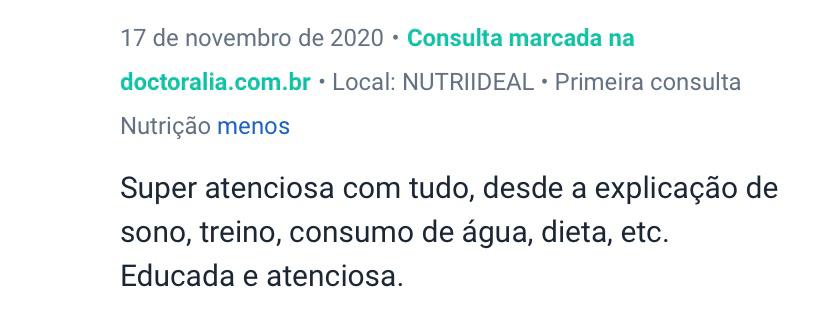 17 de novembro de 2020 • Consulta marcada na
doctoralia.com.br • Local: NUTRIIDEAL • Primeira consulta
Nutrição menos
Super atenciosa com tudo, desde a explicação de
sono, treino, consumo de água, dieta, etc.
Educada e atenciosa.